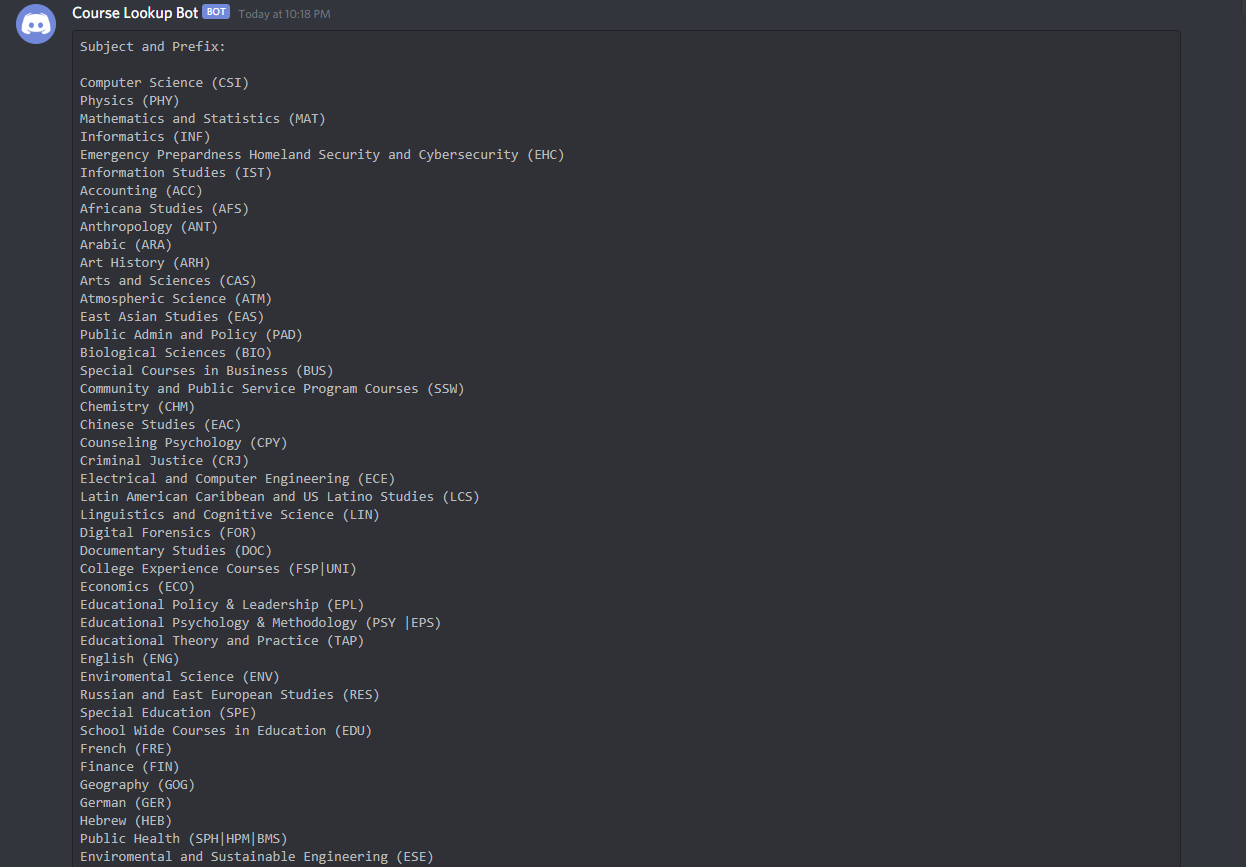 Course Lookup Bot BOT Today at 10:18 PM
Subject and Prefix:
Computer Science (CSI)
Physics (PHY)
Mathematics and Statistics (MAT)
Informatics (INF)
Emergency Prepardness Homeland Security and Cybersecurity (EHC)
Information Studies (IST)
Accounting (ACC)
Africana Studies (AFS)
Anthropology (ANT)
Arabic (ARA)
Art History (ARH)
Arts and Sciences (CAS)
Atmospheric Science (ATM)
East Asian Studies (EAS)
Public Admin and Policy (PAD)
Biological Sciences (BIO)
Special Courses in Business (BUS)
Community and Public Service Program Courses (SSW)
Chemistry (CHM)
Chinese Studies (EAC)
Counseling Psychology (CPY)
Criminal Justice (CRJ)
Electrical and Computer Engineering (ECE)
Latin American Caribbean and US Latino Studies (LCS)
Linguistics and Cognitive Science (LIN)
Digital Forensics (FOR)
Documentary Studies (DOC)
College Experience Courses (FSP|UNI)
Economics (ECO)
Educational Policy & Leadership (EPL)
Educational Psychology & Methodology (PSY |EPS)
Educational Theory and Practice (TAP)
English (ENG)
Enviromental Science (ENV)
Russian and East European Studies (RES)
Special Education (SPE)
School Wide Courses in Education (EDU)
French (FRE)
Finance (FIN)
Geography (GOG)
German (GER)
Hebrew (HEB)
Public Health (SPH|HPM|BMS)
Enviromental and Sustainable Engineering (ESE)